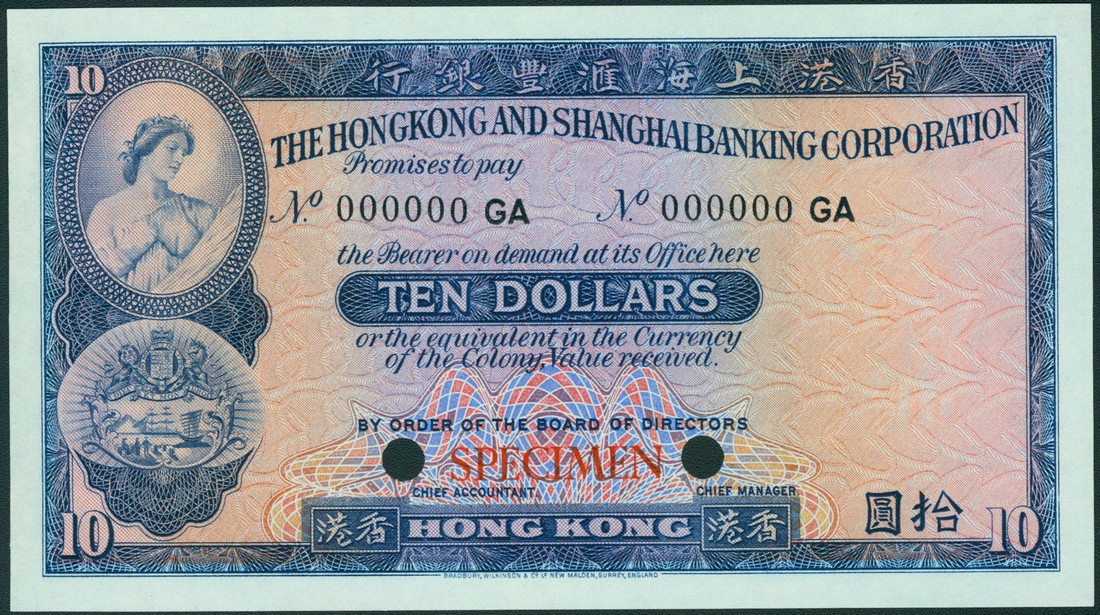 10
香港上海滙豐銀行
THE HONGKONG AND SHANGHAI BANKING CORPORATION
Promises to pay
No 000000 GA No 000000 GA
the Bearer on demand at its Office here
TEN DOLLARS
or the equivalent in the Currency
of the Colony, Value received.
BY ORDER OF THE BOARD OF DIRECTORS
SPECIMEN
CHIEF ACCOUNTANT CHIEF MANAGER
拾圓
10 香港 HONG KONG 香港 10
BRADBURY, WILKINSON & Co Ld NEW MALDEN, SURREY, ENGLAND